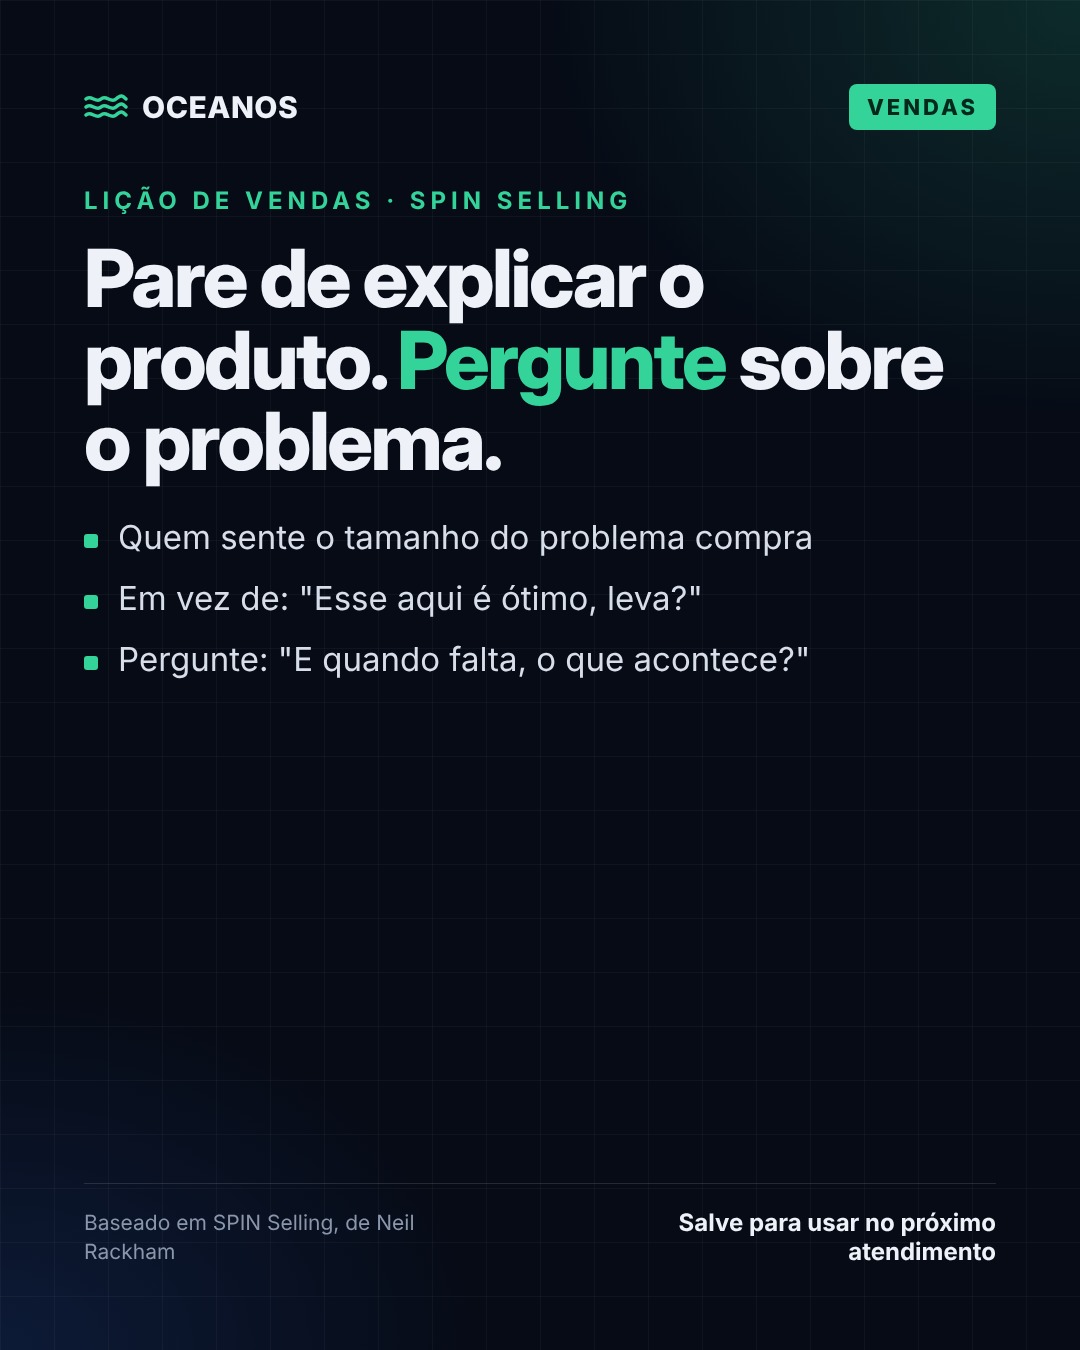 OCEANOS
VENDAS
LIÇÃO DE VENDAS · SPIN SELLING
Pare de explicar o
produto. Pergunte sobre
o problema.
Quem sente o tamanho do problema compra
Em vez de: "Esse aqui é ótimo, leva?"
Pergunte: "E quando falta, o que acontece?"
Baseado em SPIN Selling, de Neil
Rackham
Salve para usar no próximo
atendimento